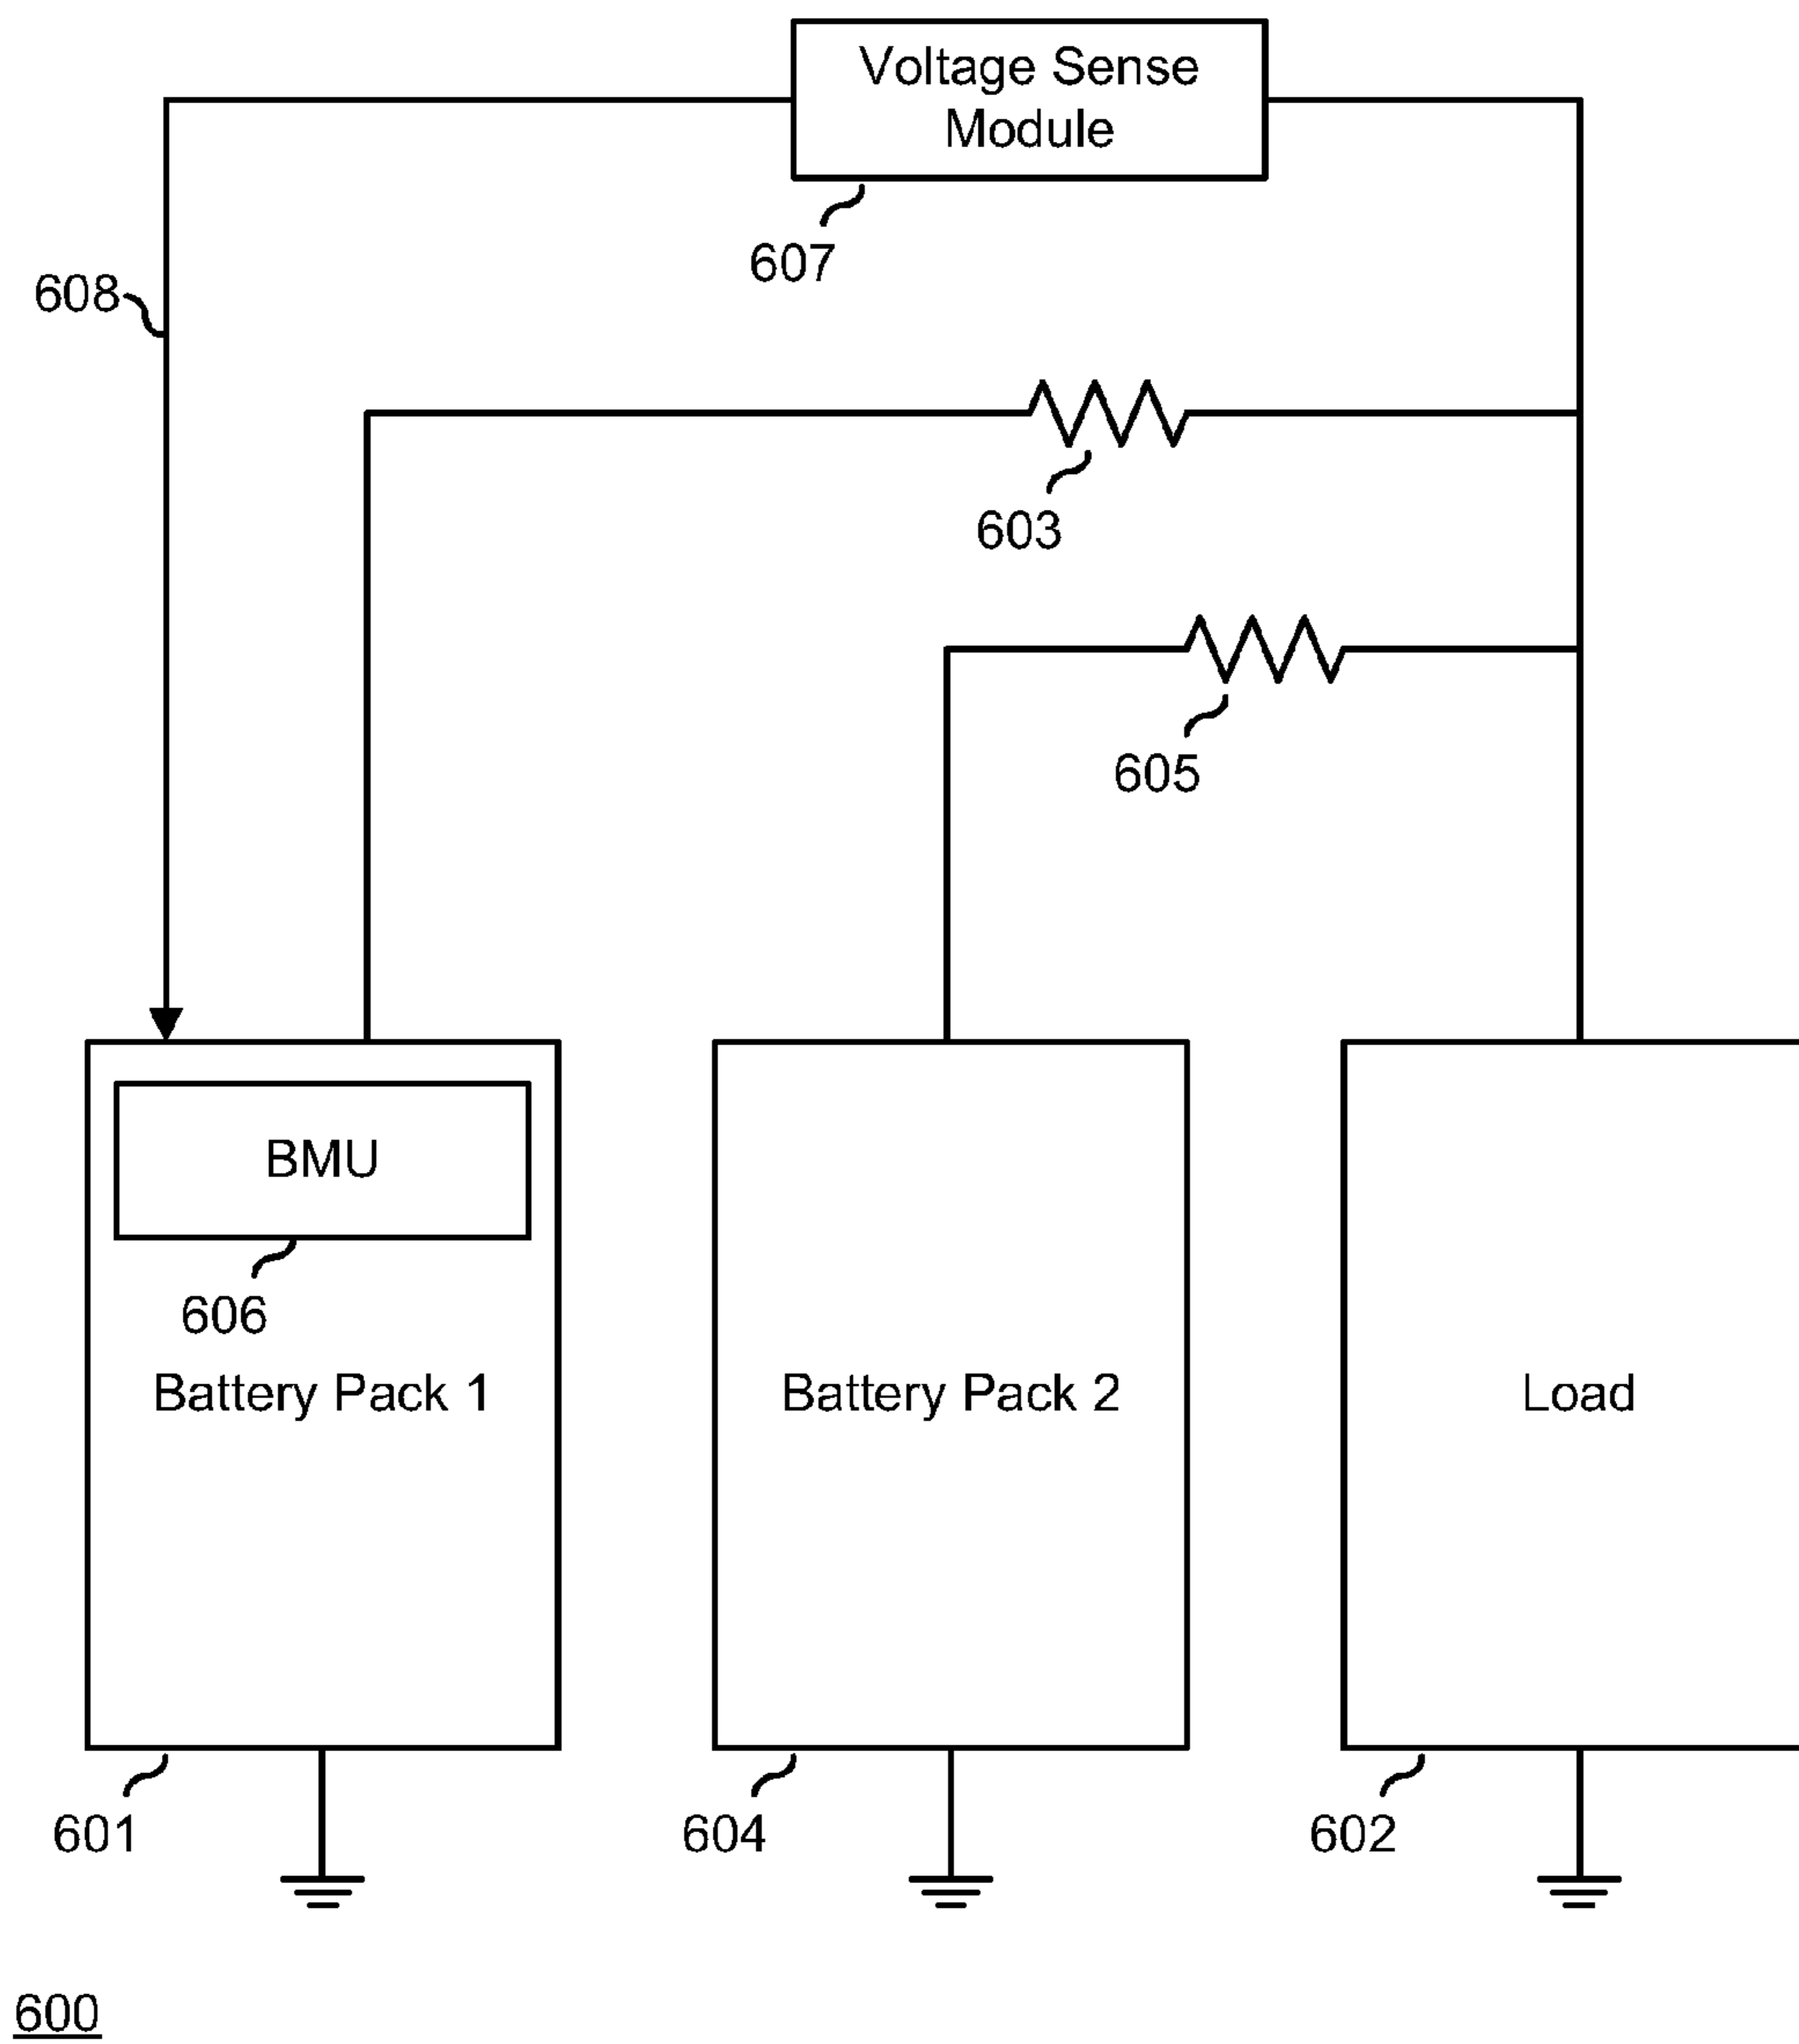 Voltage Sense
Module
607
608
603
605
BMU
606
Battery Pack 1
Battery Pack 2
Load
601
604
602
600